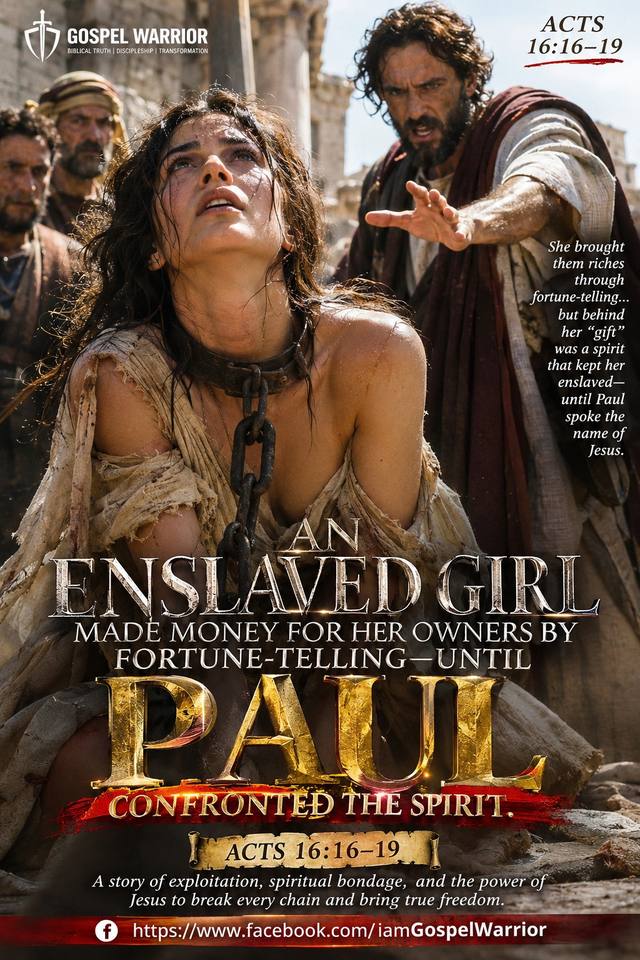 GOSPEL WARRIOR
BIBLICAL TRUTH | DISCIPLESHIP | TRANSFORMATION
ACTS
16:16–19
She brought
them riches
through
fortune-telling...
but behind
her “gift”
was a spirit
that kept her
enslaved—
until Paul
spoke the
name of
Jesus.
AN
ENSLAVED GIRL
MADE MONEY FOR HER OWNERS BY
FORTUNE-TELLING—UNTIL
PAUL
CONFRONTED THE SPIRIT.
ACTS 16:16–19
A story of exploitation, spiritual bondage, and the power of
Jesus to break every chain and bring true freedom.
f https://www.facebook.com/iamGospelWarrior